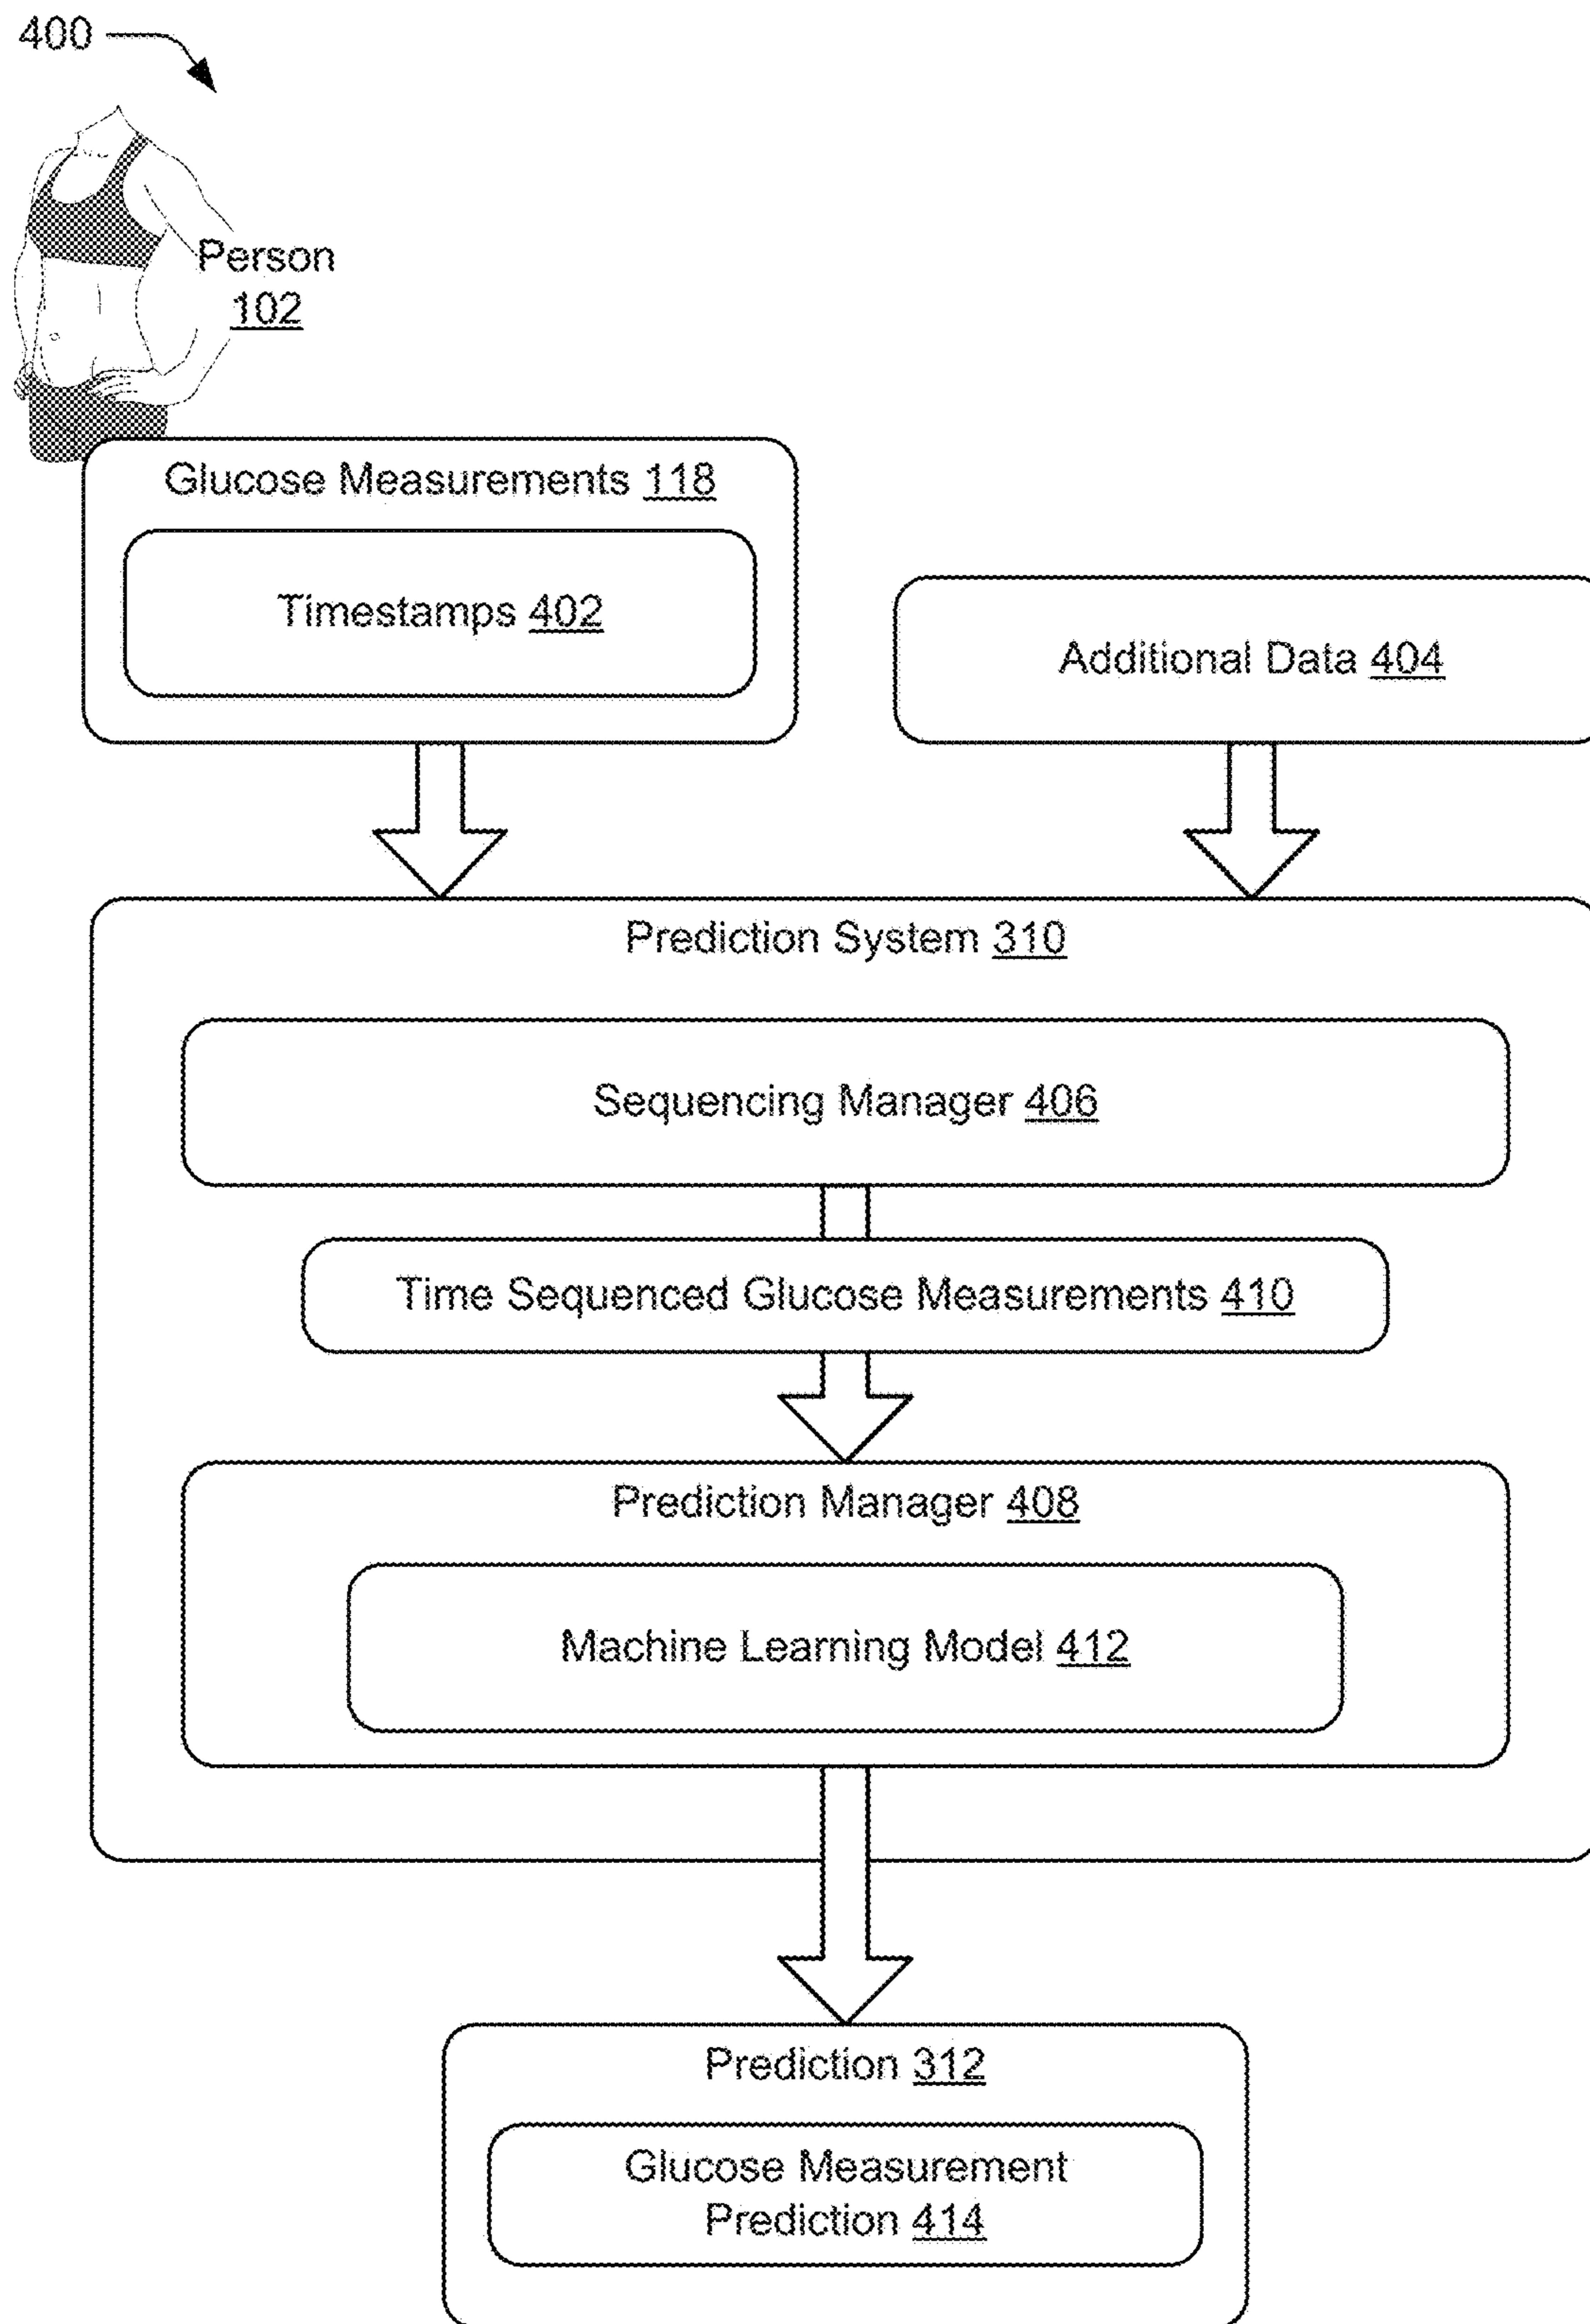 400
Person
102
Glucose Measurements 118
Timestamps 402
Additional Data 404
Prediction System 310
Sequencing Manager 406
Time Sequenced Glucose Measurements 410
Prediction Manager 408
Machine Learning Model 412
Prediction 312
Glucose Measurement
Prediction 414